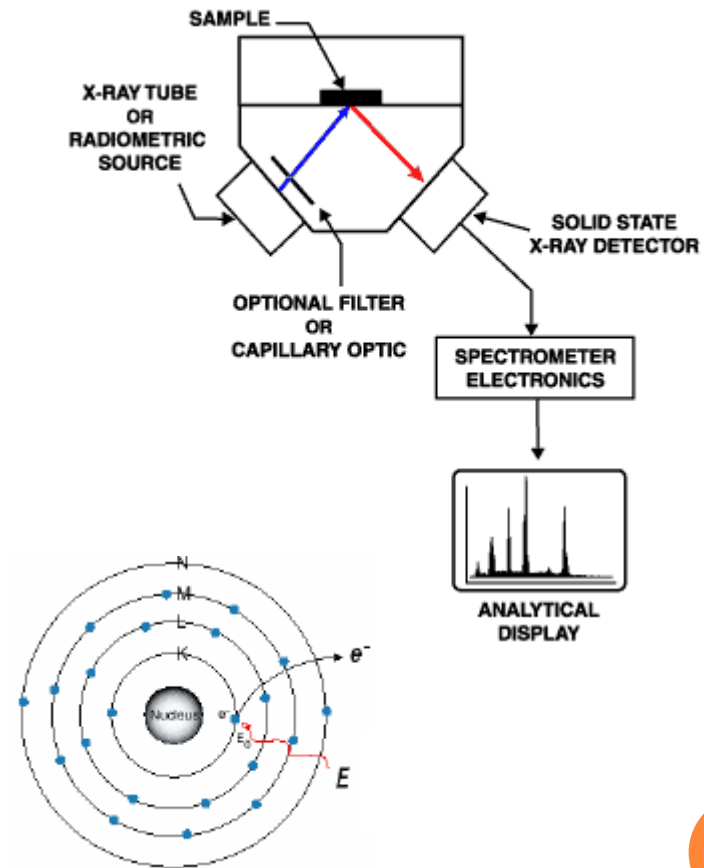 SAMPLE
X-RAY TUBE
OR
RADIOMETRIC
SOURCE
SOLID STATE
X-RAY DETECTOR
OPTIONAL FILTER
OR
CAPILLARY OPTIC
SPECTROMETER
ELECTRONICS
ANALYTICAL
DISPLAY
N
M
L
K
e-
Nucleus
e-
E₀
E